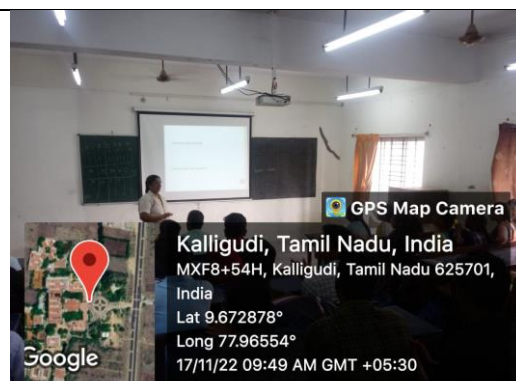 GPS Map Camera
Kalligudi, Tamil Nadu, India
MXF8+54H, Kalligudi, Tamil Nadu 625701,
India
Lat 9.672878°
Long 77.96554°
17/11/22 09:49 AM GMT +05:30
Google